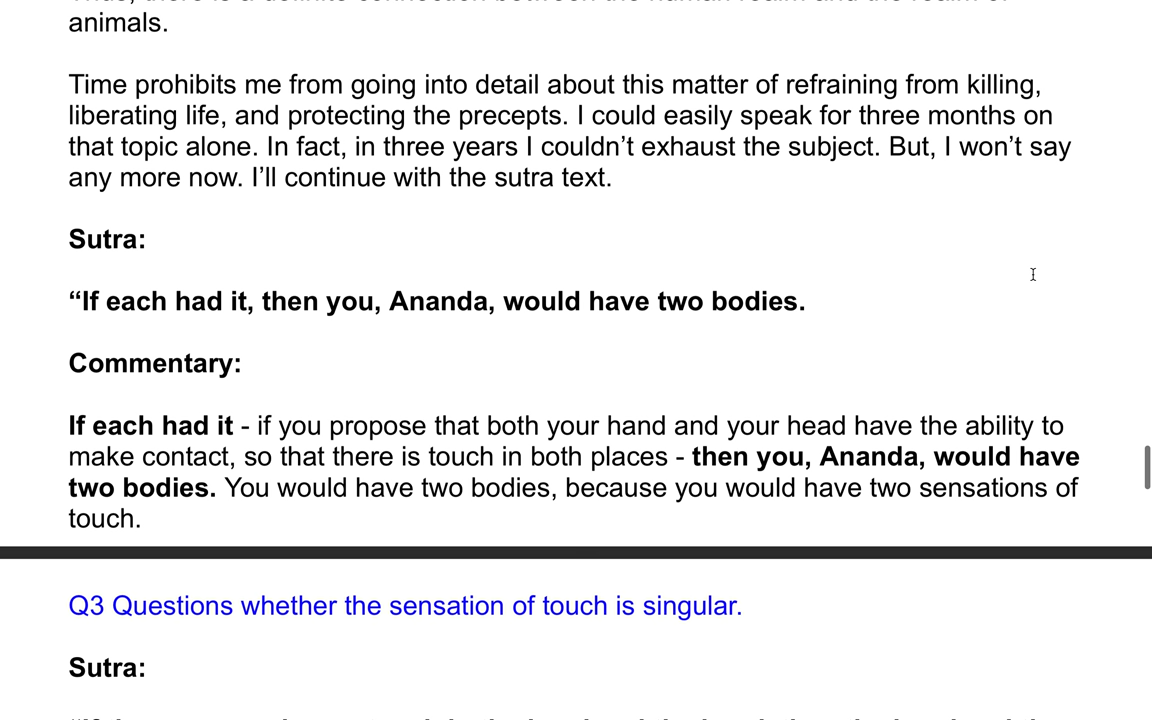 animals.
Time prohibits me from going into detail about this matter of refraining from killing,
liberating life, and protecting the precepts. I could easily speak for three months on
that topic alone. In fact, in three years I couldn’t exhaust the subject. But, I won’t say
any more now. I’ll continue with the sutra text.
Sutra:
“If each had it, then you, Ananda, would have two bodies.
Commentary:
If each had it - if you propose that both your hand and your head have the ability to
make contact, so that there is touch in both places - then you, Ananda, would have
two bodies. You would have two bodies, because you would have two sensations of
touch.
Q3 Questions whether the sensation of touch is singular.
Sutra: